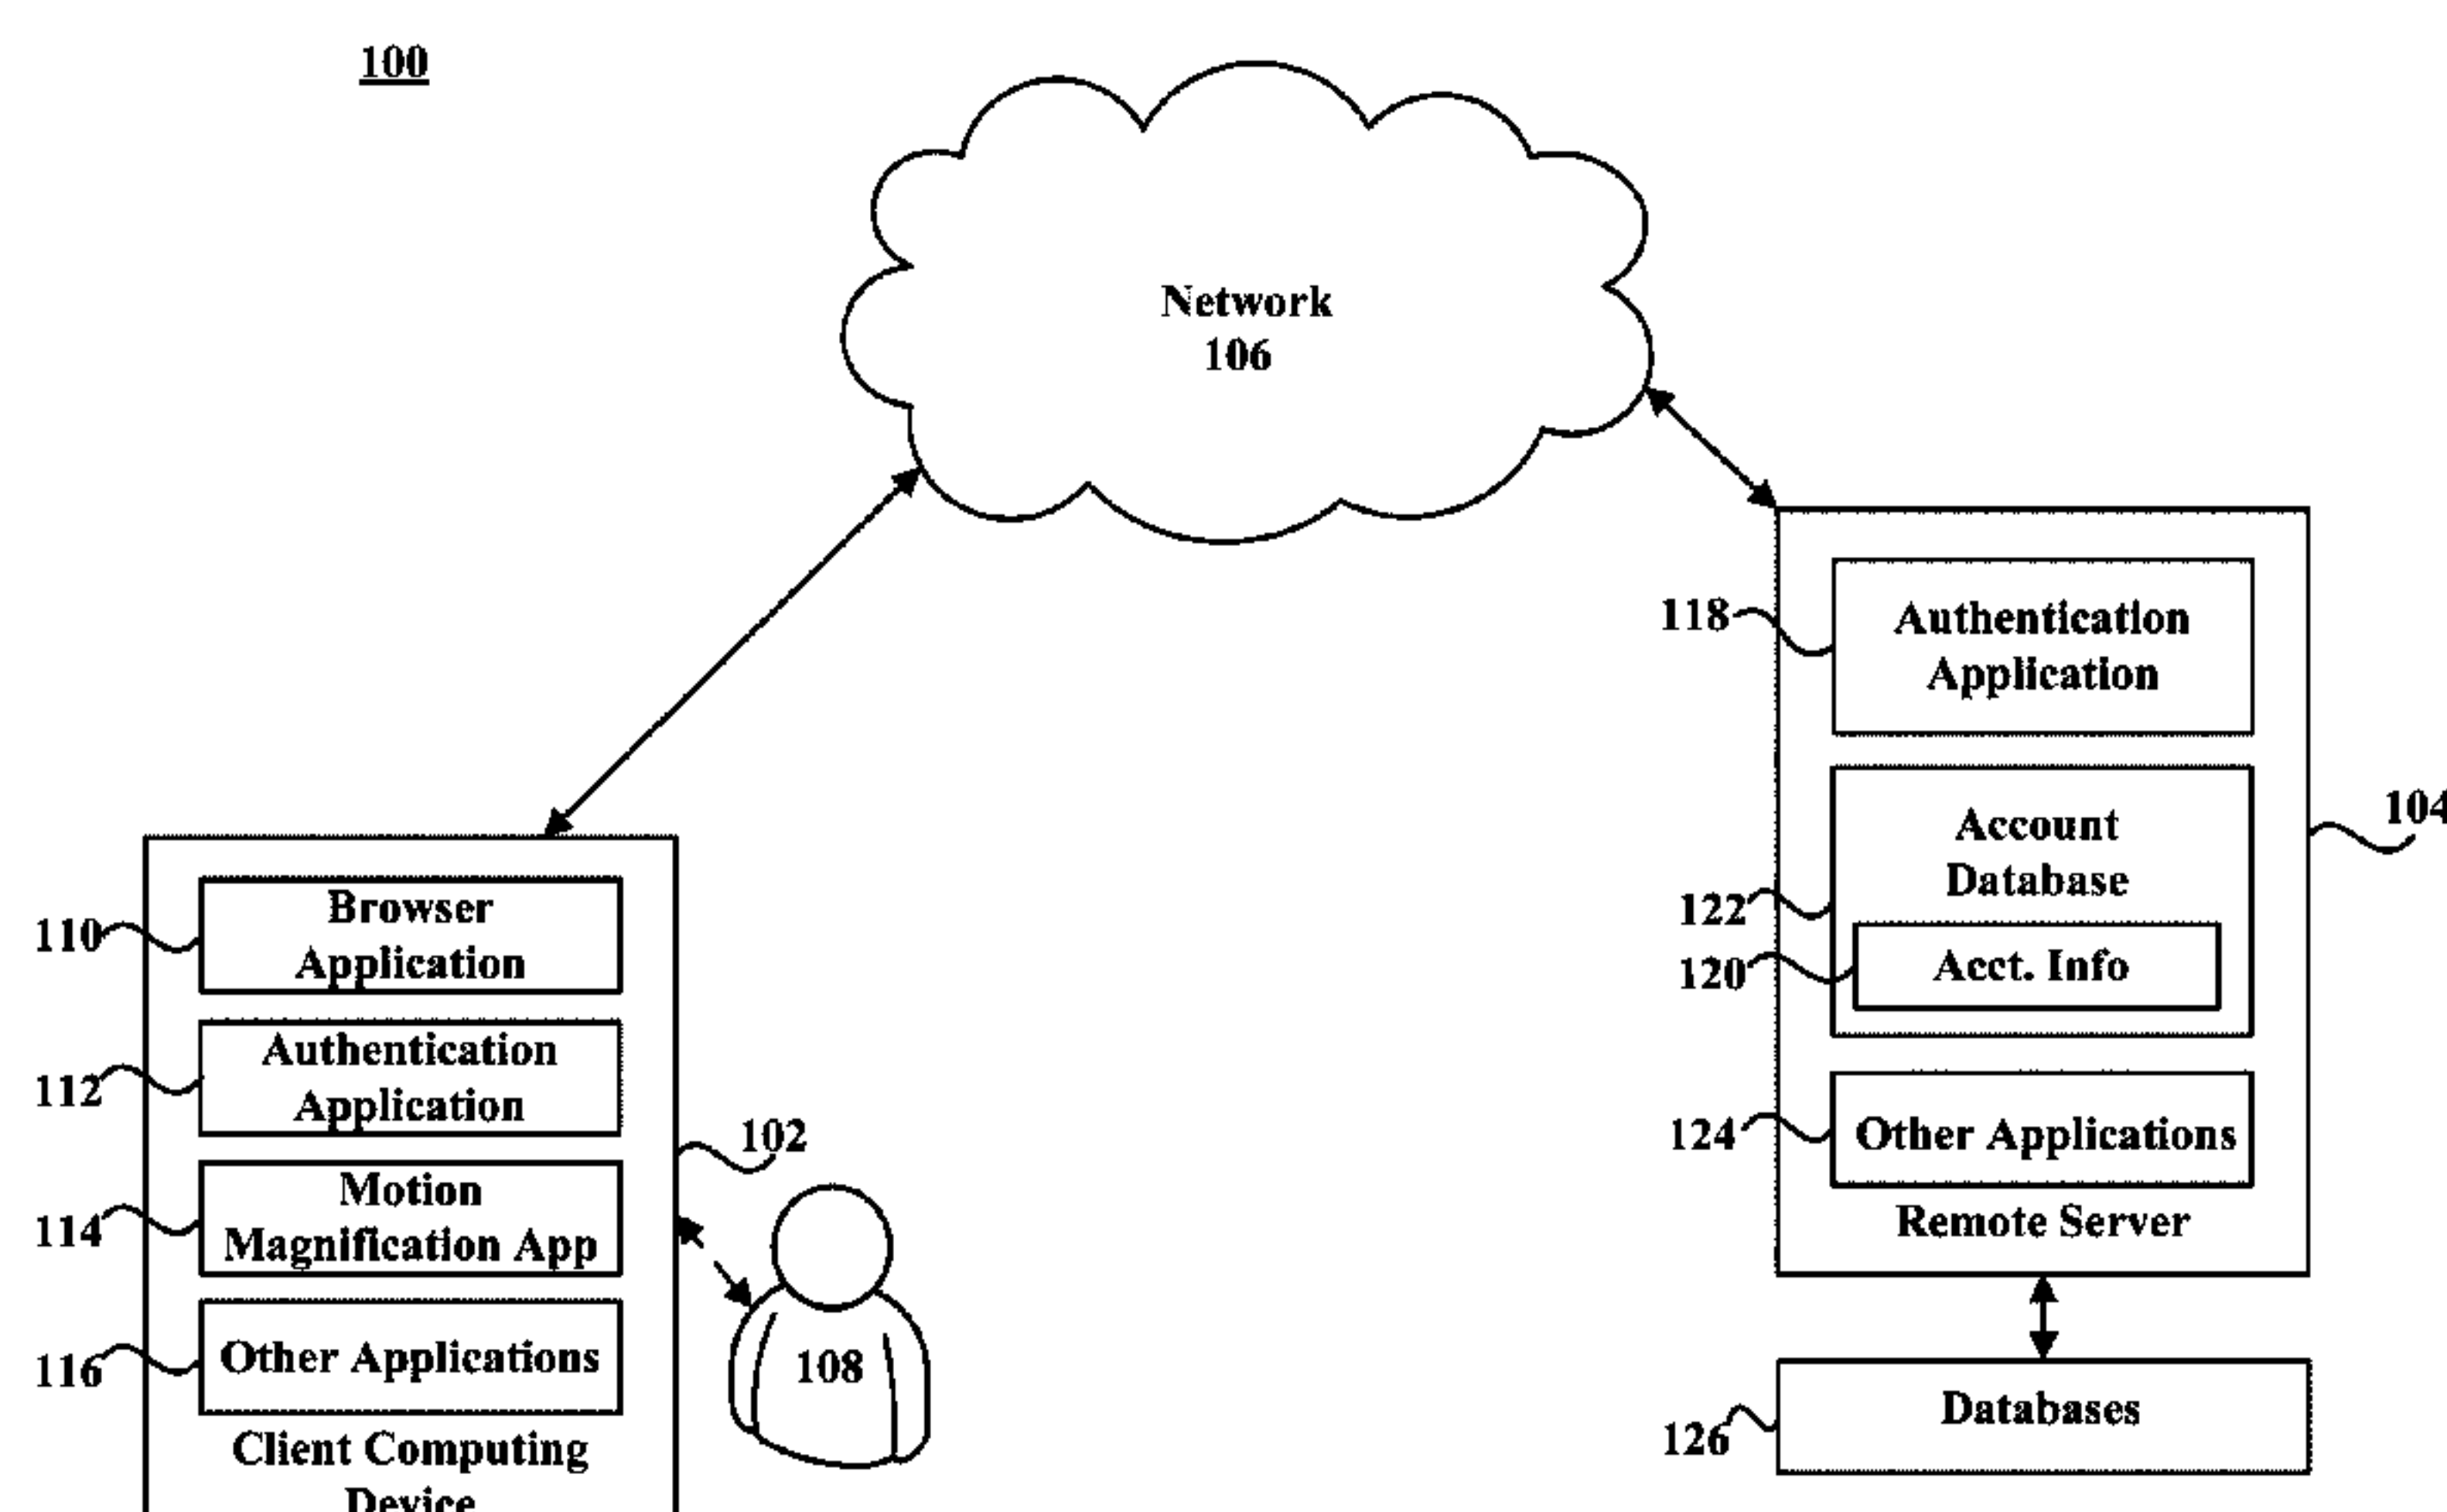 100
Network
106
118
Authentication
Application
104
Account
Database
122
120
Acct. Info
124
Other Applications
Remote Server
126
Databases
110
Browser
Application
112
Authentication
Application
102
114
Motion
Magnification App
108
116
Other Applications
Client Computing
Device